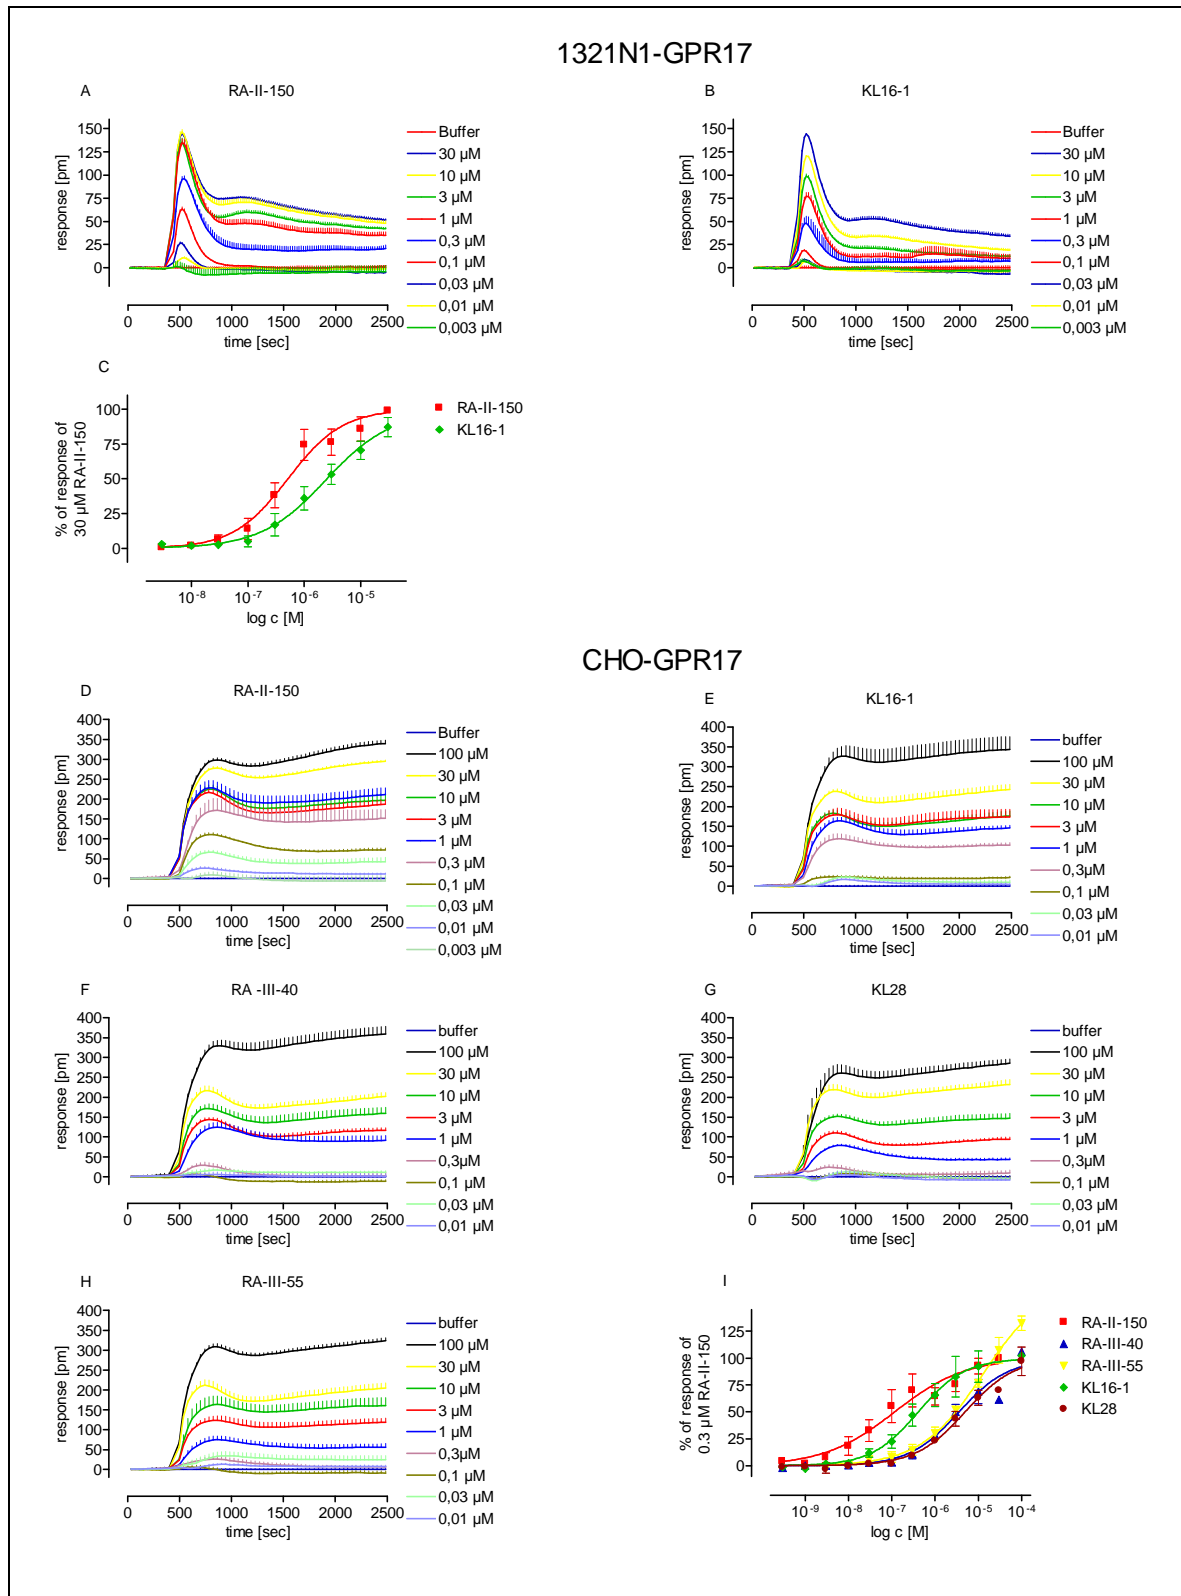 1321N1-GPR17
A
RA-II-150
response [pm]
150
125
100
75
50
25
0
0 500 1000 1500 2000 2500
time [sec]
Buffer
30 µM
10 µM
3 µM
1 µM
0,3 µM
0,1 µM
0,03 µM
0,01 µM
0,003 µM
B
KL16-1
response [pm]
150
125
100
75
50
25
0
0 500 1000 1500 2000 2500
time [sec]
Buffer
30 µM
10 µM
3 µM
1 µM
0,3 µM
0,1 µM
0,03 µM
0,01 µM
0,003 µM
C
% of response of
30 µM RA-II-150
100
75
50
25
0
10-8 10-7 10-6 10-5
log c [M]
RA-II-150
KL16-1
CHO-GPR17
D
RA-II-150
response [pm]
400
350
300
250
200
150
100
50
0
0 500 1000 1500 2000 2500
time [sec]
Buffer
100 µM
30 µM
10 µM
3 µM
1 µM
0,3 µM
0,1 µM
0,03 µM
0,01 µM
0,003 µM
E
KL16-1
response [pm]
400
350
300
250
200
150
100
50
0
0 500 1000 1500 2000 2500
time [sec]
buffer
100 µM
30 µM
10 µM
3 µM
1 µM
0,3µM
0,1 µM
0,03 µM
0,01 µM
F
RA -III-40
response [pm]
400
350
300
250
200
150
100
50
0
0 500 1000 1500 2000 2500
time [sec]
buffer
100 µM
30 µM
10 µM
3 µM
1 µM
0,3µM
0,1 µM
0,03 µM
0,01 µM
G
KL28
response [pm]
400
350
300
250
200
150
100
50
0
0 500 1000 1500 2000 2500
time [sec]
buffer
100 µM
30 µM
10 µM
3 µM
1 µM
0,3µM
0,1 µM
0,03 µM
0,01 µM
H
RA-III-55
response [pm]
400
350
300
250
200
150
100
50
0
0 500 1000 1500 2000 2500
time [sec]
buffer
100 µM
30 µM
10 µM
3 µM
1 µM
0,3µM
0,1 µM
0,03 µM
0,01 µM
I
% of response of
0.3 µM RA-II-150
125
100
75
50
25
0
10-9 10-8 10-7 10-6 10-5 10-4
log c [M]
RA-II-150
RA-III-40
RA-III-55
KL16-1
KL28